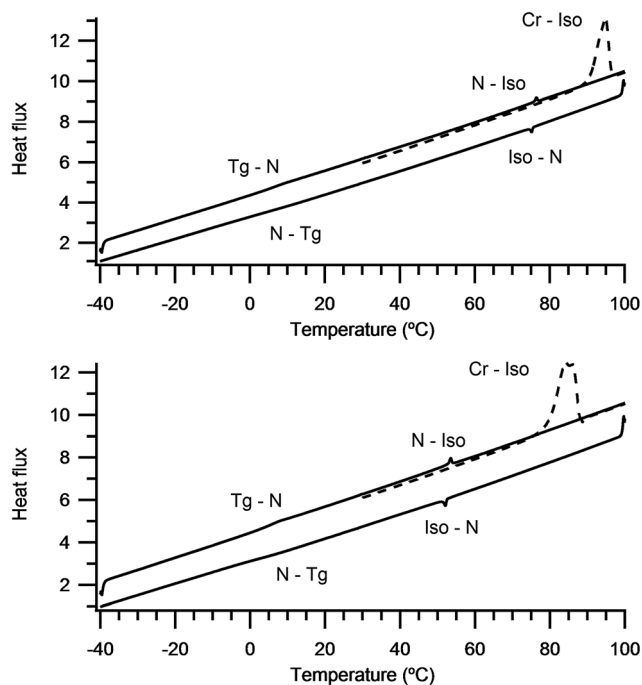 12
10
8
6
4
2
Heat flux
Cr - Iso
N - Iso
Tg - N
Iso - N
N - Tg
-40
-20
0
20
40
60
80
100
Temperature (ºC)
12
10
8
6
4
2
Heat flux
Cr - Iso
N - Iso
Tg - N
Iso - N
N - Tg
-40
-20
0
20
40
60
80
100
Temperature (ºC)